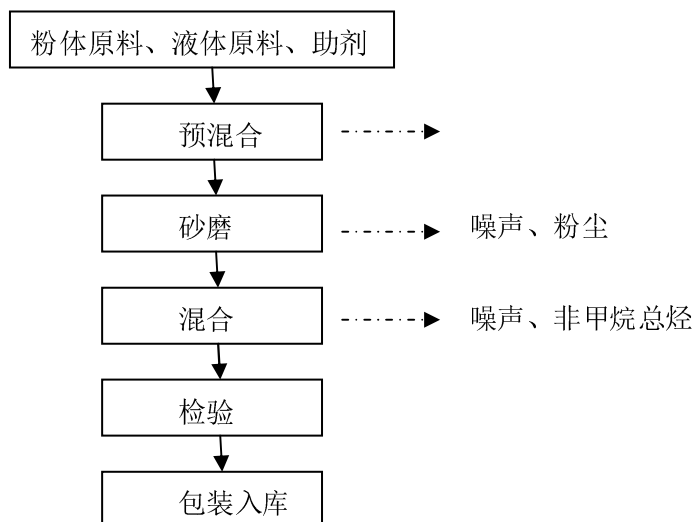 粉体原料、液体原料、助剂
预混合
砂磨
噪声、粉尘
混合
噪声、非甲烷总烃
检验
包装入库